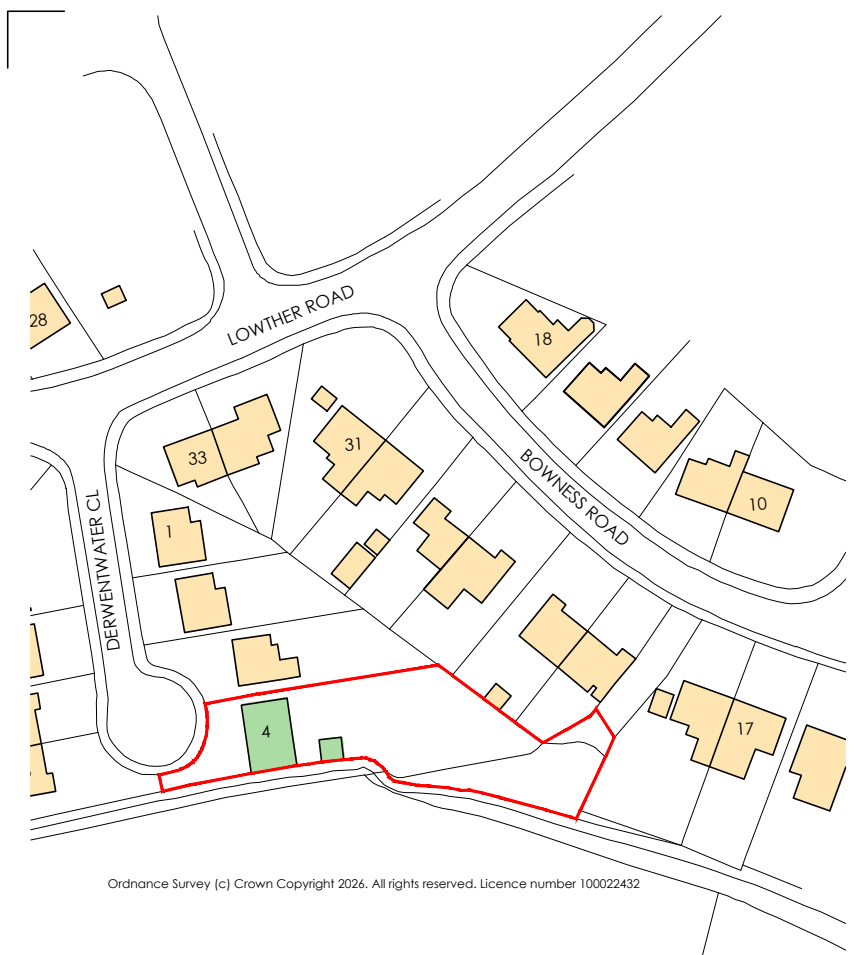 28
LOWTHER ROAD
18
33
31
BOWNESS ROAD
10
1
DERWENTWATER CL
4
17
Ordnance Survey (c) Crown Copyright 2026. All rights reserved. Licence number 100022432